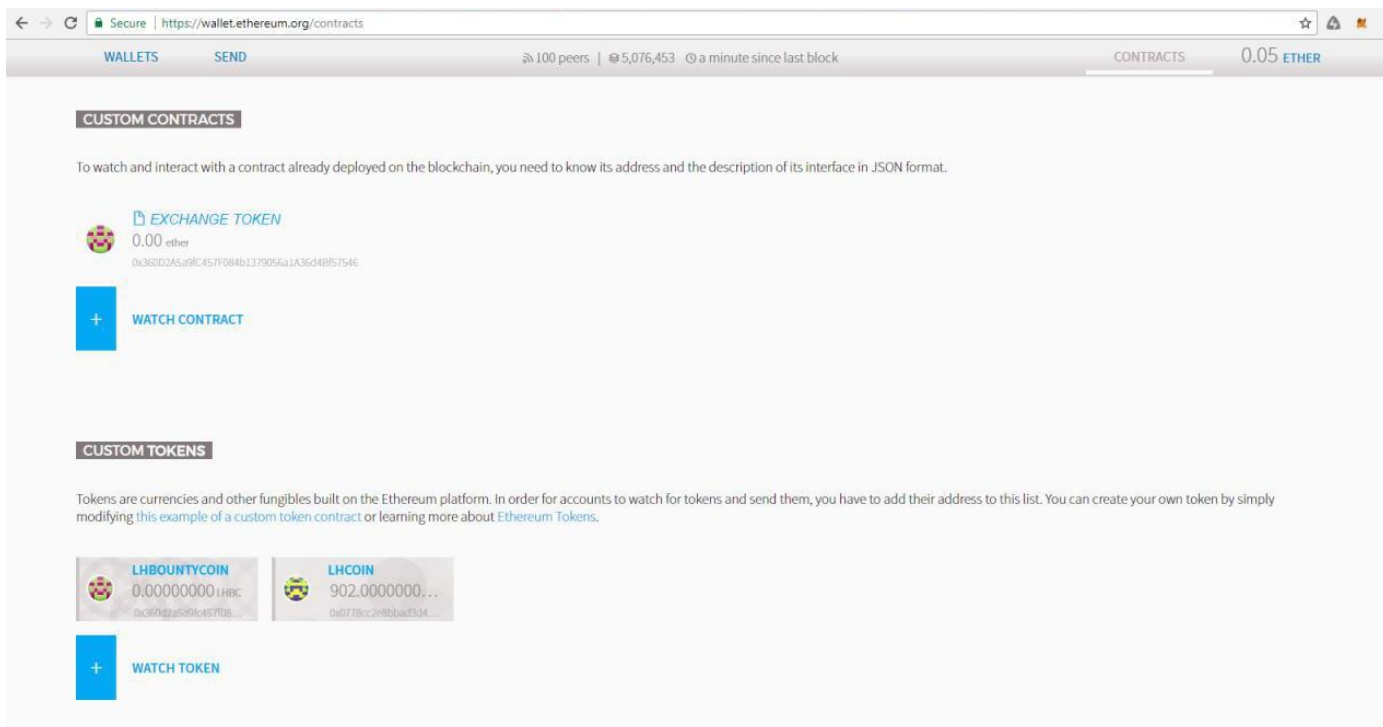 Secure | https://wallet.ethereum.org/contracts
WALLETS SEND 100 peers | 5,076,453 a minute since last block CONTRACTS 0.05 ETHER
CUSTOM CONTRACTS
To watch and interact with a contract already deployed on the blockchain, you need to know its address and the description of its interface in JSON format.
EXCHANGE TOKEN
0.00 ether
0x360D2A5a9fC457F084b1379056a1A36d4Bf57546
+ WATCH CONTRACT
CUSTOM TOKENS
Tokens are currencies and other fungibles built on the Ethereum platform. In order for accounts to watch for tokens and send them, you have to add their address to this list. You can create your own token by simply
modifying this example of a custom token contract or learning more about Ethereum Tokens.
LHBOUNTYCOIN
0.00000000 LHBC
0x360d2a5a9fc457f08...
LHCOIN
902.0000000...
0x0778cc2e8bbad3d4...
+ WATCH TOKEN